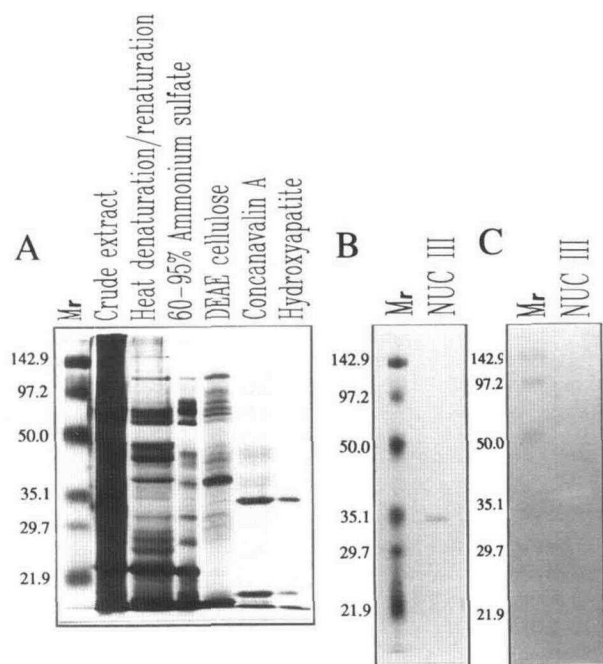 A
Mr
Crude extract
Heat denaturation/renaturation
60-95% Ammonium sulfate
DEAE cellulose
Concanavalin A
Hydroxyapatite
142.9
97.2
50.0
35.1
29.7
21.9
B
Mr
NUC III
142.9
97.2
50.0
35.1
29.7
21.9
C
Mr
NUC III
142.9
97.2
50.0
35.1
29.7
21.9